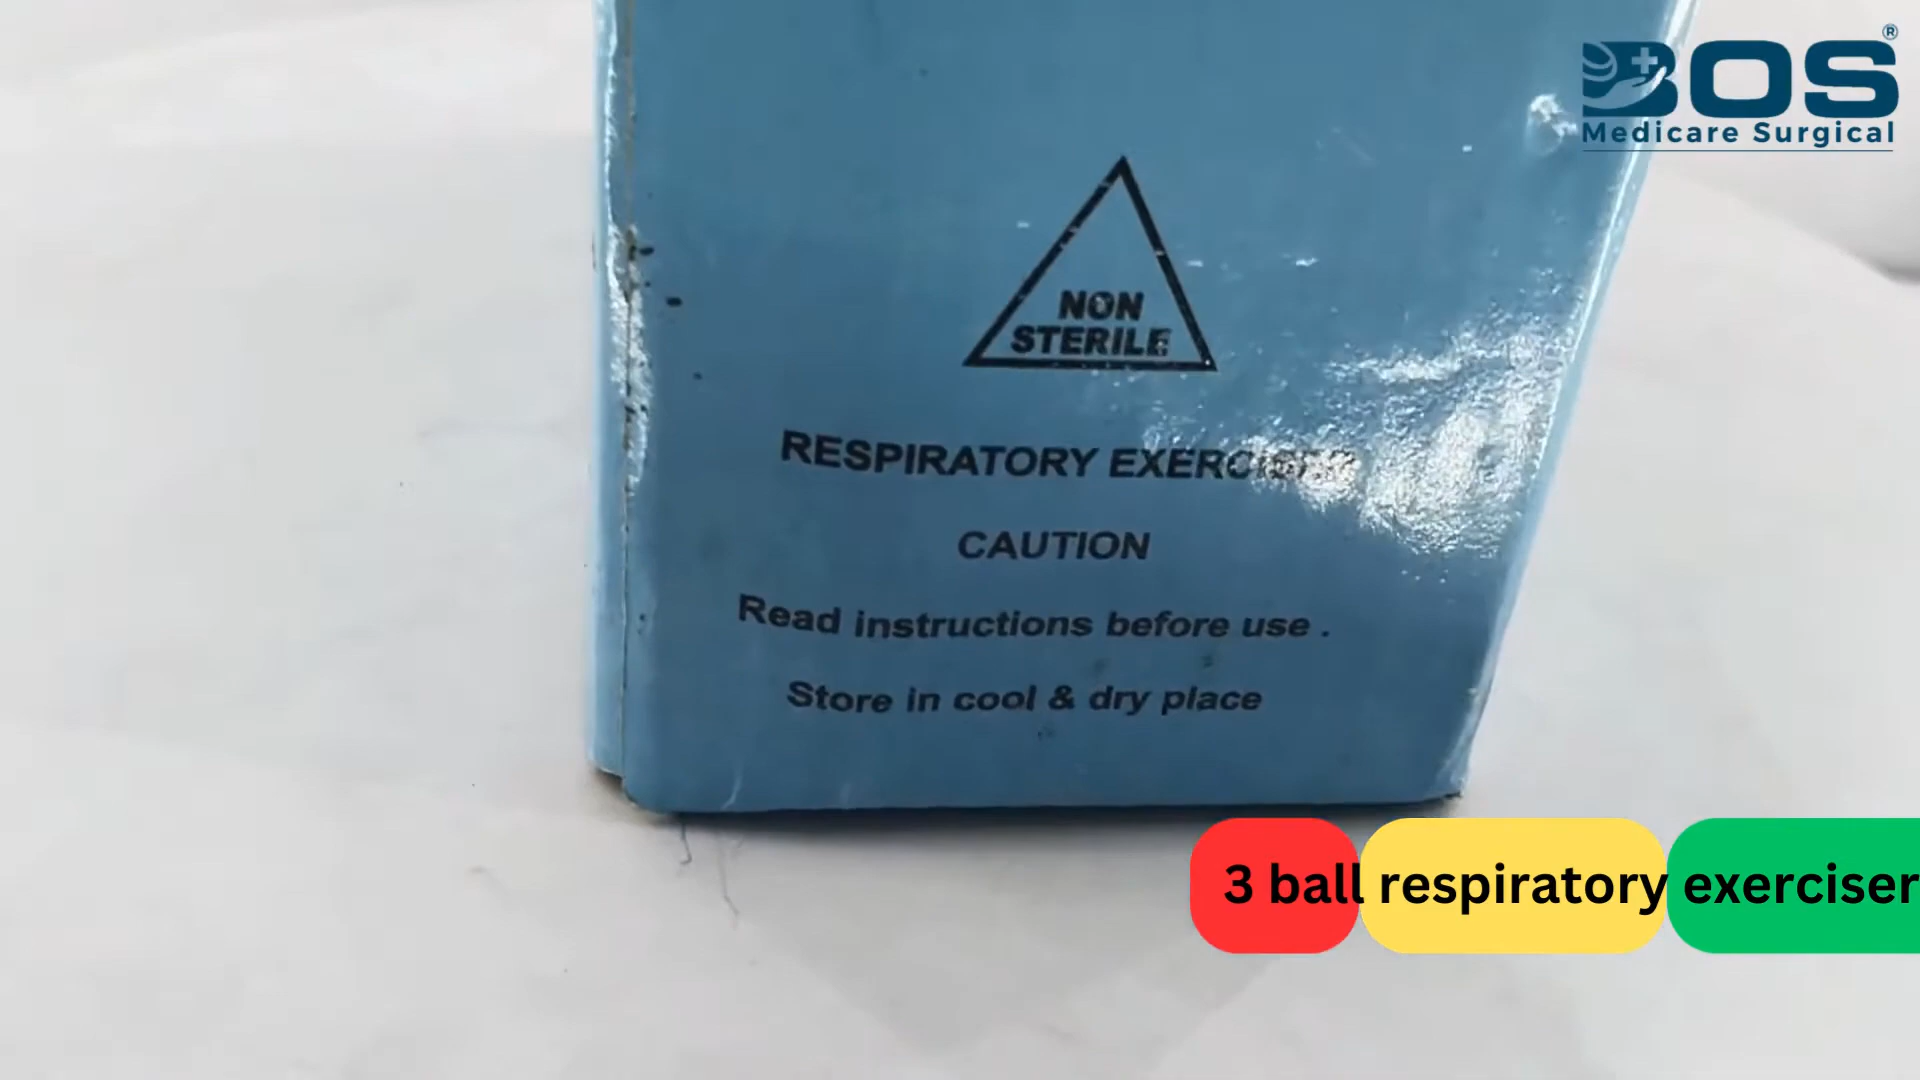 BOS®
Medicare Surgical
NON
STERILE
RESPIRATORY EXERCISER
CAUTION
Read instructions before use .
Store in cool & dry place
3 ball respiratory exerciser